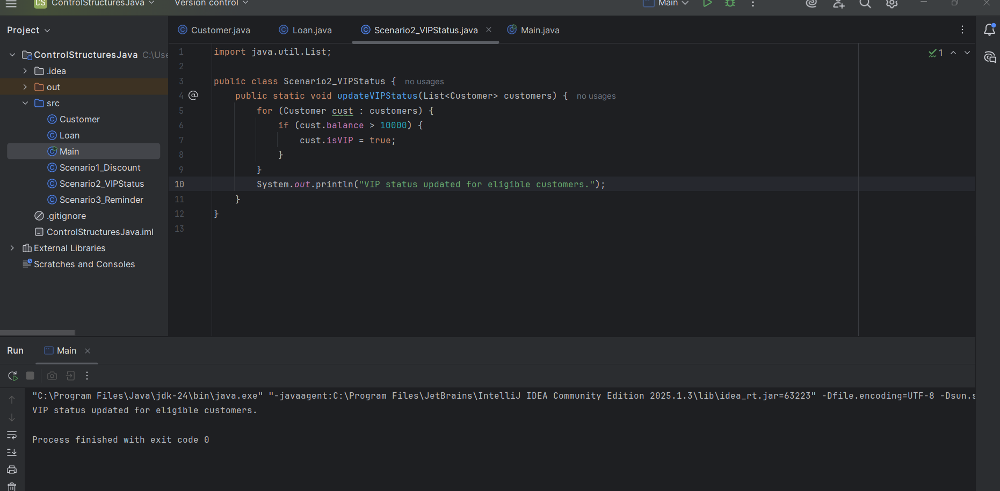 CS ControlStructuresJava Version control Main
Project
Customer.java Loan.java Scenario2_VIPStatus.java Main.java
ControlStructuresJava C:\Use
.idea
out
src
Customer
Loan
Main
Scenario1_Discount
Scenario2_VIPStatus
Scenario3_Reminder
.gitignore
ControlStructuresJava.iml
External Libraries
Scratches and Consoles
1 import java.util.List;
2
3 public class Scenario2_VIPStatus { no usages
4 @ public static void updateVIPStatus(List<Customer> customers) { no usages
5 for (Customer cust : customers) {
6 if (cust.balance > 10000) {
7 cust.isVIP = true;
8 }
9 }
10 System.out.println("VIP status updated for eligible customers.");
11 }
12 }
13
1
Run Main
"C:\Program Files\Java\jdk-24\bin\java.exe" "-javaagent:C:\Program Files\JetBrains\IntelliJ IDEA Community Edition 2025.1.3\lib\idea_rt.jar=63223" -Dfile.encoding=UTF-8 -Dsun.s
VIP status updated for eligible customers.
Process finished with exit code 0